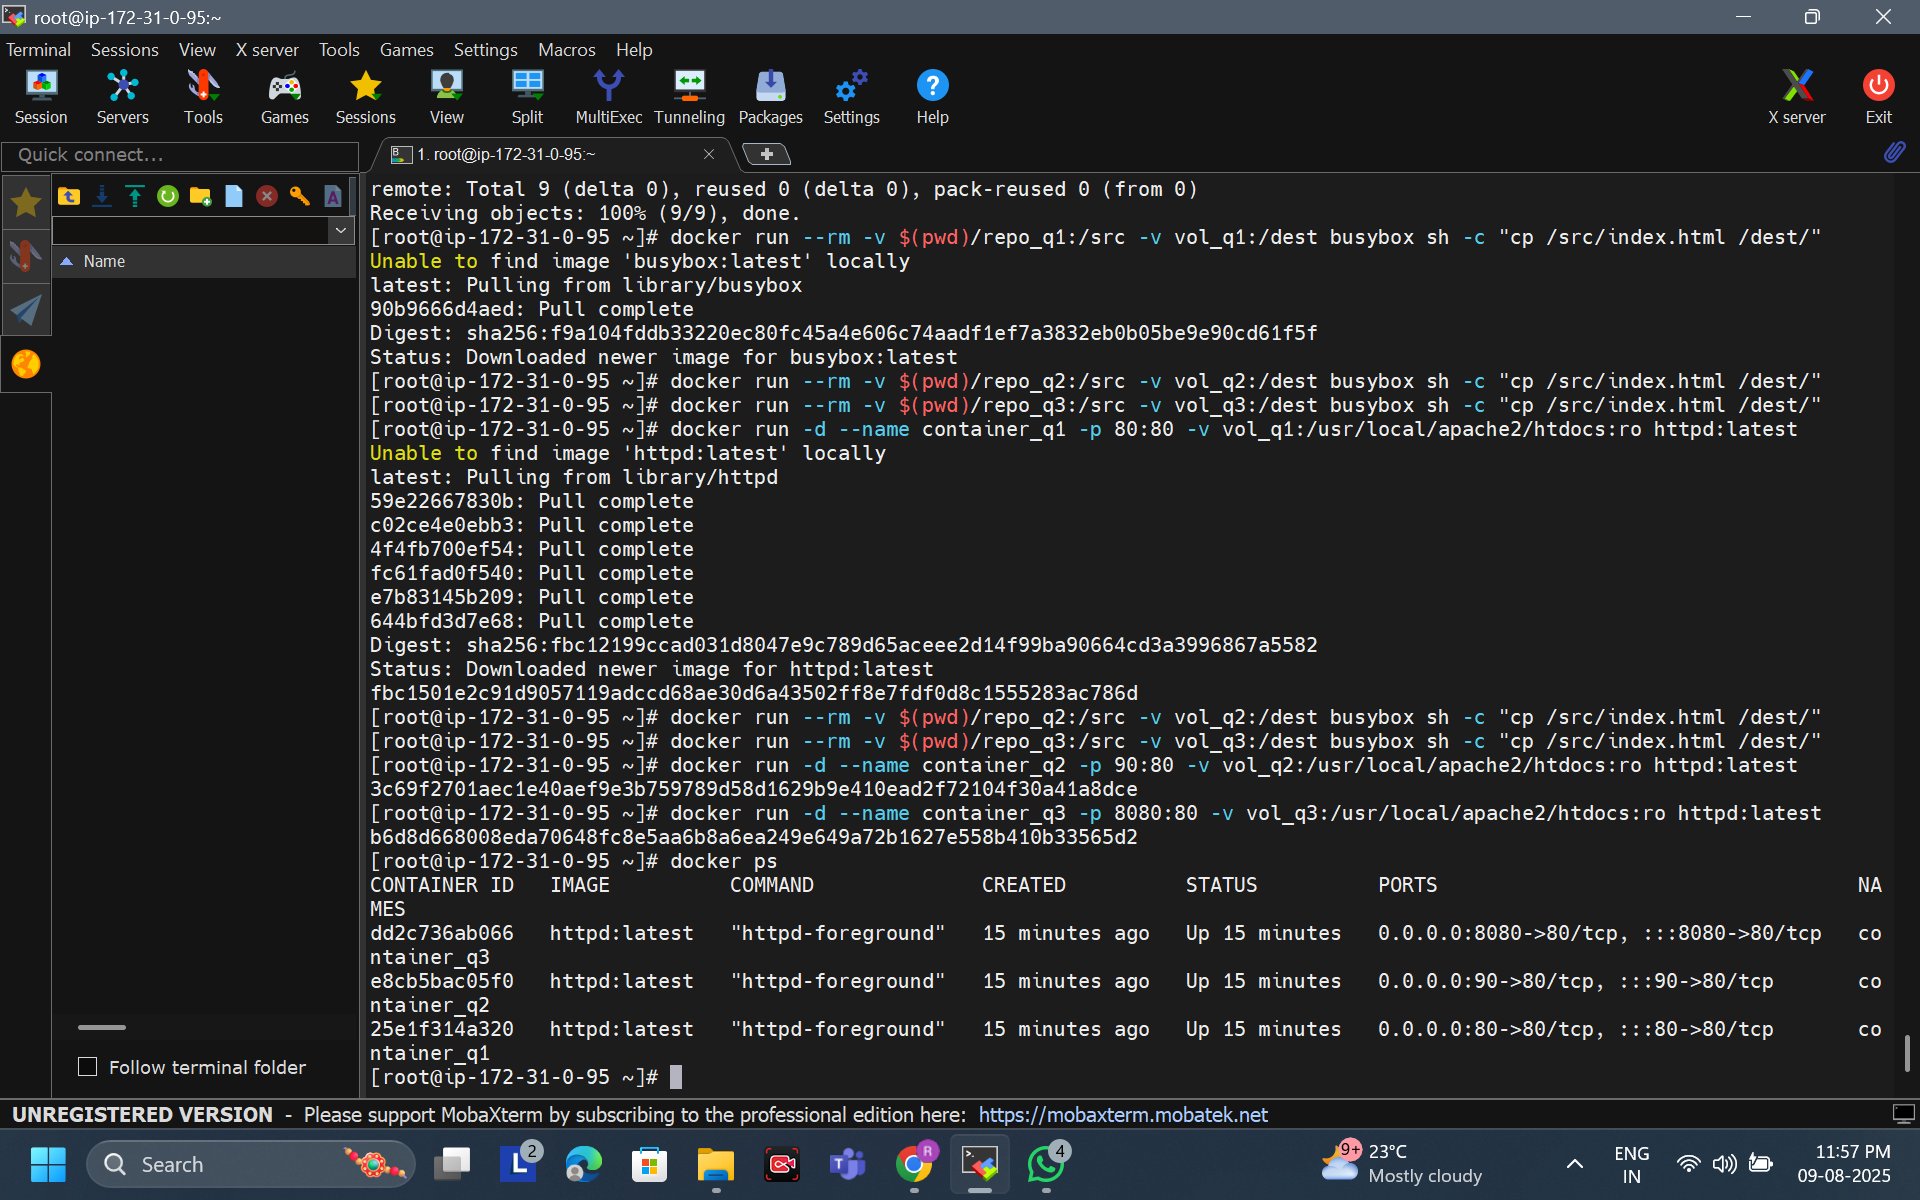 root@ip-172-31-0-95:~
Terminal Sessions View X server Tools Games Settings Macros Help
Session Servers Tools Games Sessions View Split MultiExec Tunneling Packages Settings Help X server Exit
Quick connect...
1. root@ip-172-31-0-95:~
Name
remote: Total 9 (delta 0), reused 0 (delta 0), pack-reused 0 (from 0)
Receiving objects: 100% (9/9), done.
[root@ip-172-31-0-95 ~]# docker run --rm -v $(pwd)/repo_q1:/src -v vol_q1:/dest busybox sh -c "cp /src/index.html /dest/"
Unable to find image 'busybox:latest' locally
latest: Pulling from library/busybox
90b9666d4aed: Pull complete
Digest: sha256:f9a104fddb33220ec80fc45a4e606c74aadf1ef7a3832eb0b05be9e90cd61f5f
Status: Downloaded newer image for busybox:latest
[root@ip-172-31-0-95 ~]# docker run --rm -v $(pwd)/repo_q2:/src -v vol_q2:/dest busybox sh -c "cp /src/index.html /dest/"
[root@ip-172-31-0-95 ~]# docker run --rm -v $(pwd)/repo_q3:/src -v vol_q3:/dest busybox sh -c "cp /src/index.html /dest/"
[root@ip-172-31-0-95 ~]# docker run -d --name container_q1 -p 80:80 -v vol_q1:/usr/local/apache2/htdocs:ro httpd:latest
Unable to find image 'httpd:latest' locally
latest: Pulling from library/httpd
59e22667830b: Pull complete
c02ce4e0ebb3: Pull complete
4f4fb700ef54: Pull complete
fc61fad0f540: Pull complete
e7b83145b209: Pull complete
644bfd3d7e68: Pull complete
Digest: sha256:fbc12199ccad031d8047e9c789d65aceee2d14f99ba90664cd3a3996867a5582
Status: Downloaded newer image for httpd:latest
fbc1501e2c91d9057119adccd68ae30d6a43502ff8e7fdf0d8c1555283ac786d
[root@ip-172-31-0-95 ~]# docker run --rm -v $(pwd)/repo_q2:/src -v vol_q2:/dest busybox sh -c "cp /src/index.html /dest/"
[root@ip-172-31-0-95 ~]# docker run --rm -v $(pwd)/repo_q3:/src -v vol_q3:/dest busybox sh -c "cp /src/index.html /dest/"
[root@ip-172-31-0-95 ~]# docker run -d --name container_q2 -p 90:80 -v vol_q2:/usr/local/apache2/htdocs:ro httpd:latest
3c69f2701aec1e40aef9e3b759789d58d1629b9e410ead2f72104f30a41a8dce
[root@ip-172-31-0-95 ~]# docker run -d --name container_q3 -p 8080:80 -v vol_q3:/usr/local/apache2/htdocs:ro httpd:latest
b6d8d668008eda70648fc8e5aa6b8a6ea249e649a72b1627e558b410b33565d2
[root@ip-172-31-0-95 ~]# docker ps
CONTAINER ID IMAGE COMMAND CREATED STATUS PORTS NA
MES
dd2c736ab066 httpd:latest "httpd-foreground" 15 minutes ago Up 15 minutes 0.0.0.0:8080->80/tcp, :::8080->80/tcp co
ntainer_q3
e8cb5bac05f0 httpd:latest "httpd-foreground" 15 minutes ago Up 15 minutes 0.0.0.0:90->80/tcp, :::90->80/tcp co
ntainer_q2
25e1f314a320 httpd:latest "httpd-foreground" 15 minutes ago Up 15 minutes 0.0.0.0:80->80/tcp, :::80->80/tcp co
ntainer_q1
[root@ip-172-31-0-95 ~]#
Follow terminal folder
UNREGISTERED VERSION - Please support MobaXterm by subscribing to the professional edition here: https://mobaxterm.mobatek.net
Search
L 2
R
4
9+ 23°C
Mostly cloudy
ENG
IN
11:57 PM
09-08-2025